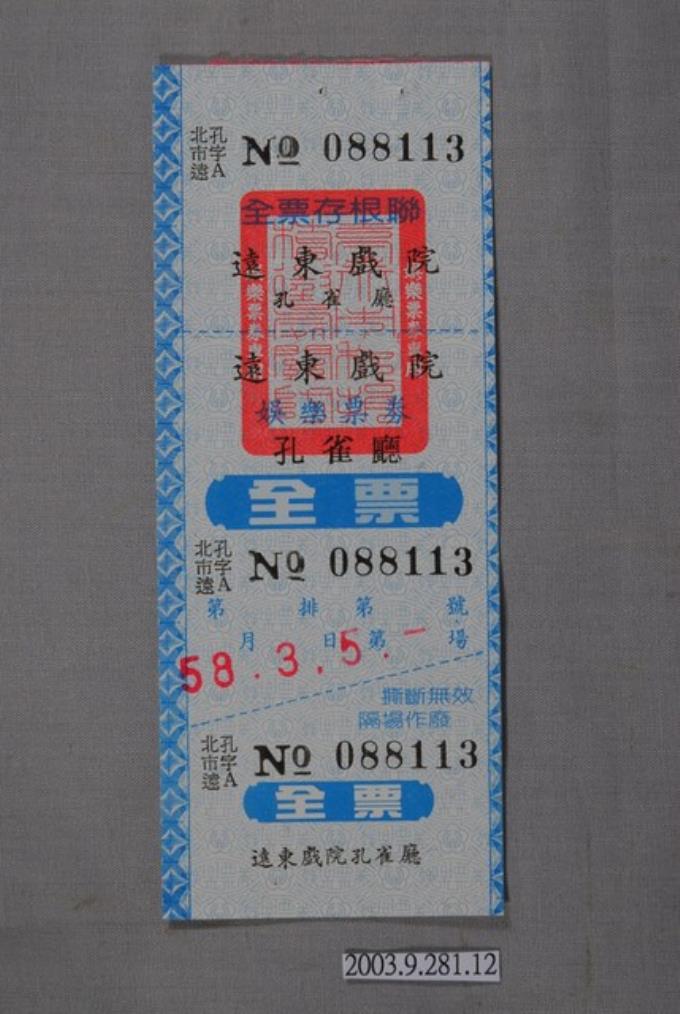 北市遠 孔字A № 088113
全票存根聯
遠東戲院
孔雀廳
遠東戲院
娛樂票券
孔雀廳
全票
北市遠 孔字A № 088113
第 排 第 號
月 日 第 場
58.3.5.一
撕斷無效
隔場作廢
北市遠 孔字A № 088113
全票
遠東戲院孔雀廳
2003.9.281.12